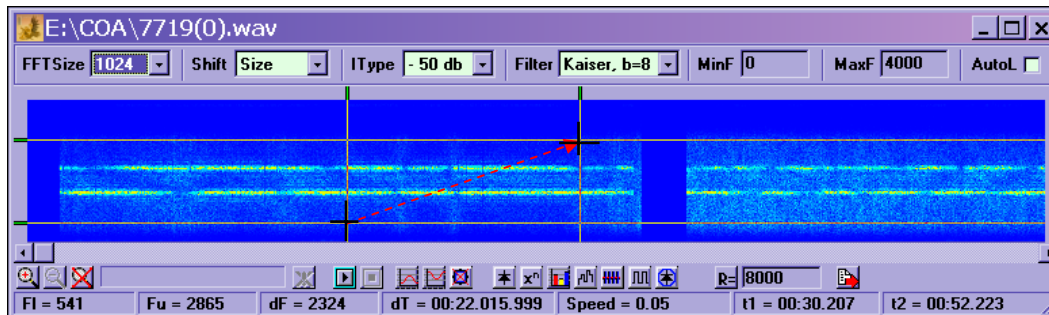 E:\COA\7719(0).wav
FFTSize 1024 Shift Size IType - 50 db Filter Kaiser, b=8 MinF 0 MaxF 4000 AutoL
R= 8000
Fl = 541 Fu = 2865 dF = 2324 dT = 00:22.015.999 Speed = 0.05 t1 = 00:30.207 t2 = 00:52.223